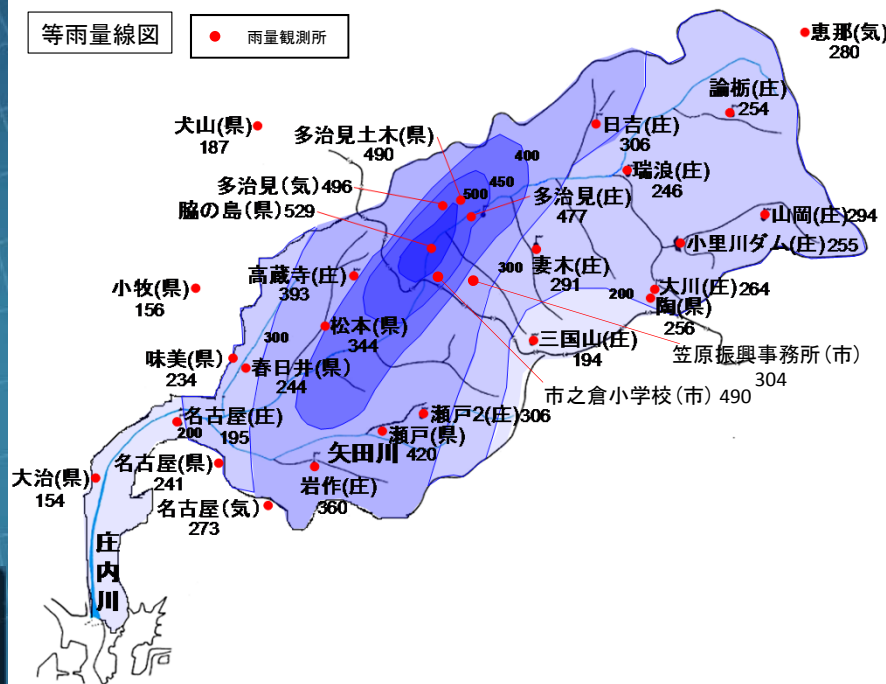 等雨量線図
雨量観測所
恵那(気)
280
論栃(庄)
254
犬山(県)
187
多治見土木(県)
490
400
日吉(庄)
306
多治見(気)496
450
500
瑞浪(庄)
246
脇の島(県)529
多治見(庄)
477
山岡(庄)294
小里川ダム(庄)255
高蔵寺(庄)
393
300
妻木(庄)
291
小牧(県)
156
200
大川(庄)264
陶(県)
256
松本(県)
344
300
三国山(庄)
194
味美(県)
234
春日井(県)
244
笠原振興事務所(市)
304
市之倉小学校(市) 490
名古屋(庄)
195
200
瀬戸2(庄)306
瀬戸(県)
420
矢田川
名古屋(県)
241
大治(県)
154
岩作(庄)
360
名古屋(気)
273
庄内川